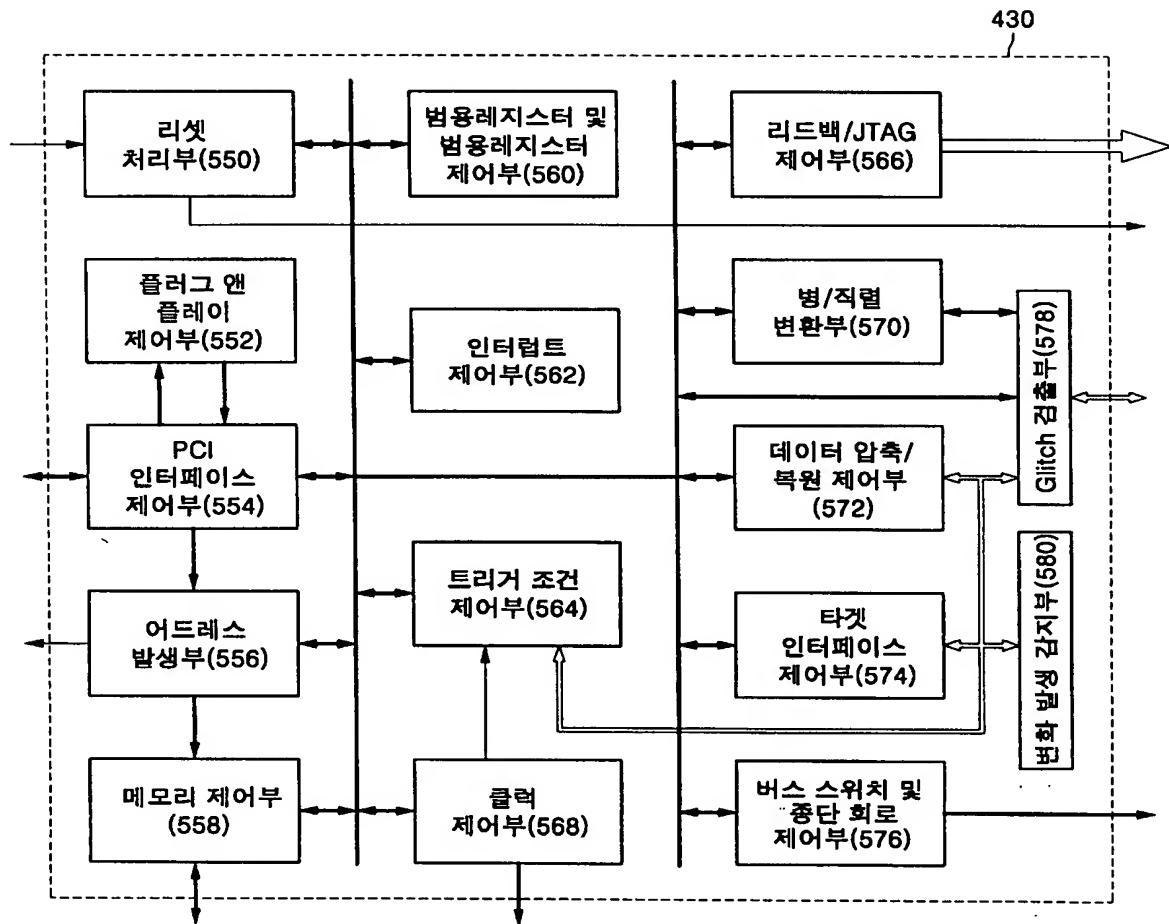 430
리셋
처리부(550)
범용레지스터 및
범용레지스터
제어부(560)
리드백/JTAG
제어부(566)
플러그 앤
플레이
제어부(552)
인터럽트
제어부(562)
병/직렬
변환부(570)
Glitch 검출부(578)
PCI
인터페이스
제어부(554)
데이터 압축/
복원 제어부
(572)
어드레스
발생부(556)
트리거 조건
제어부(564)
타겟
인터페이스
제어부(574)
변화 발생 감지부(580)
메모리 제어부
(558)
클럭
제어부(568)
버스 스위치 및
종단 회로
제어부(576)